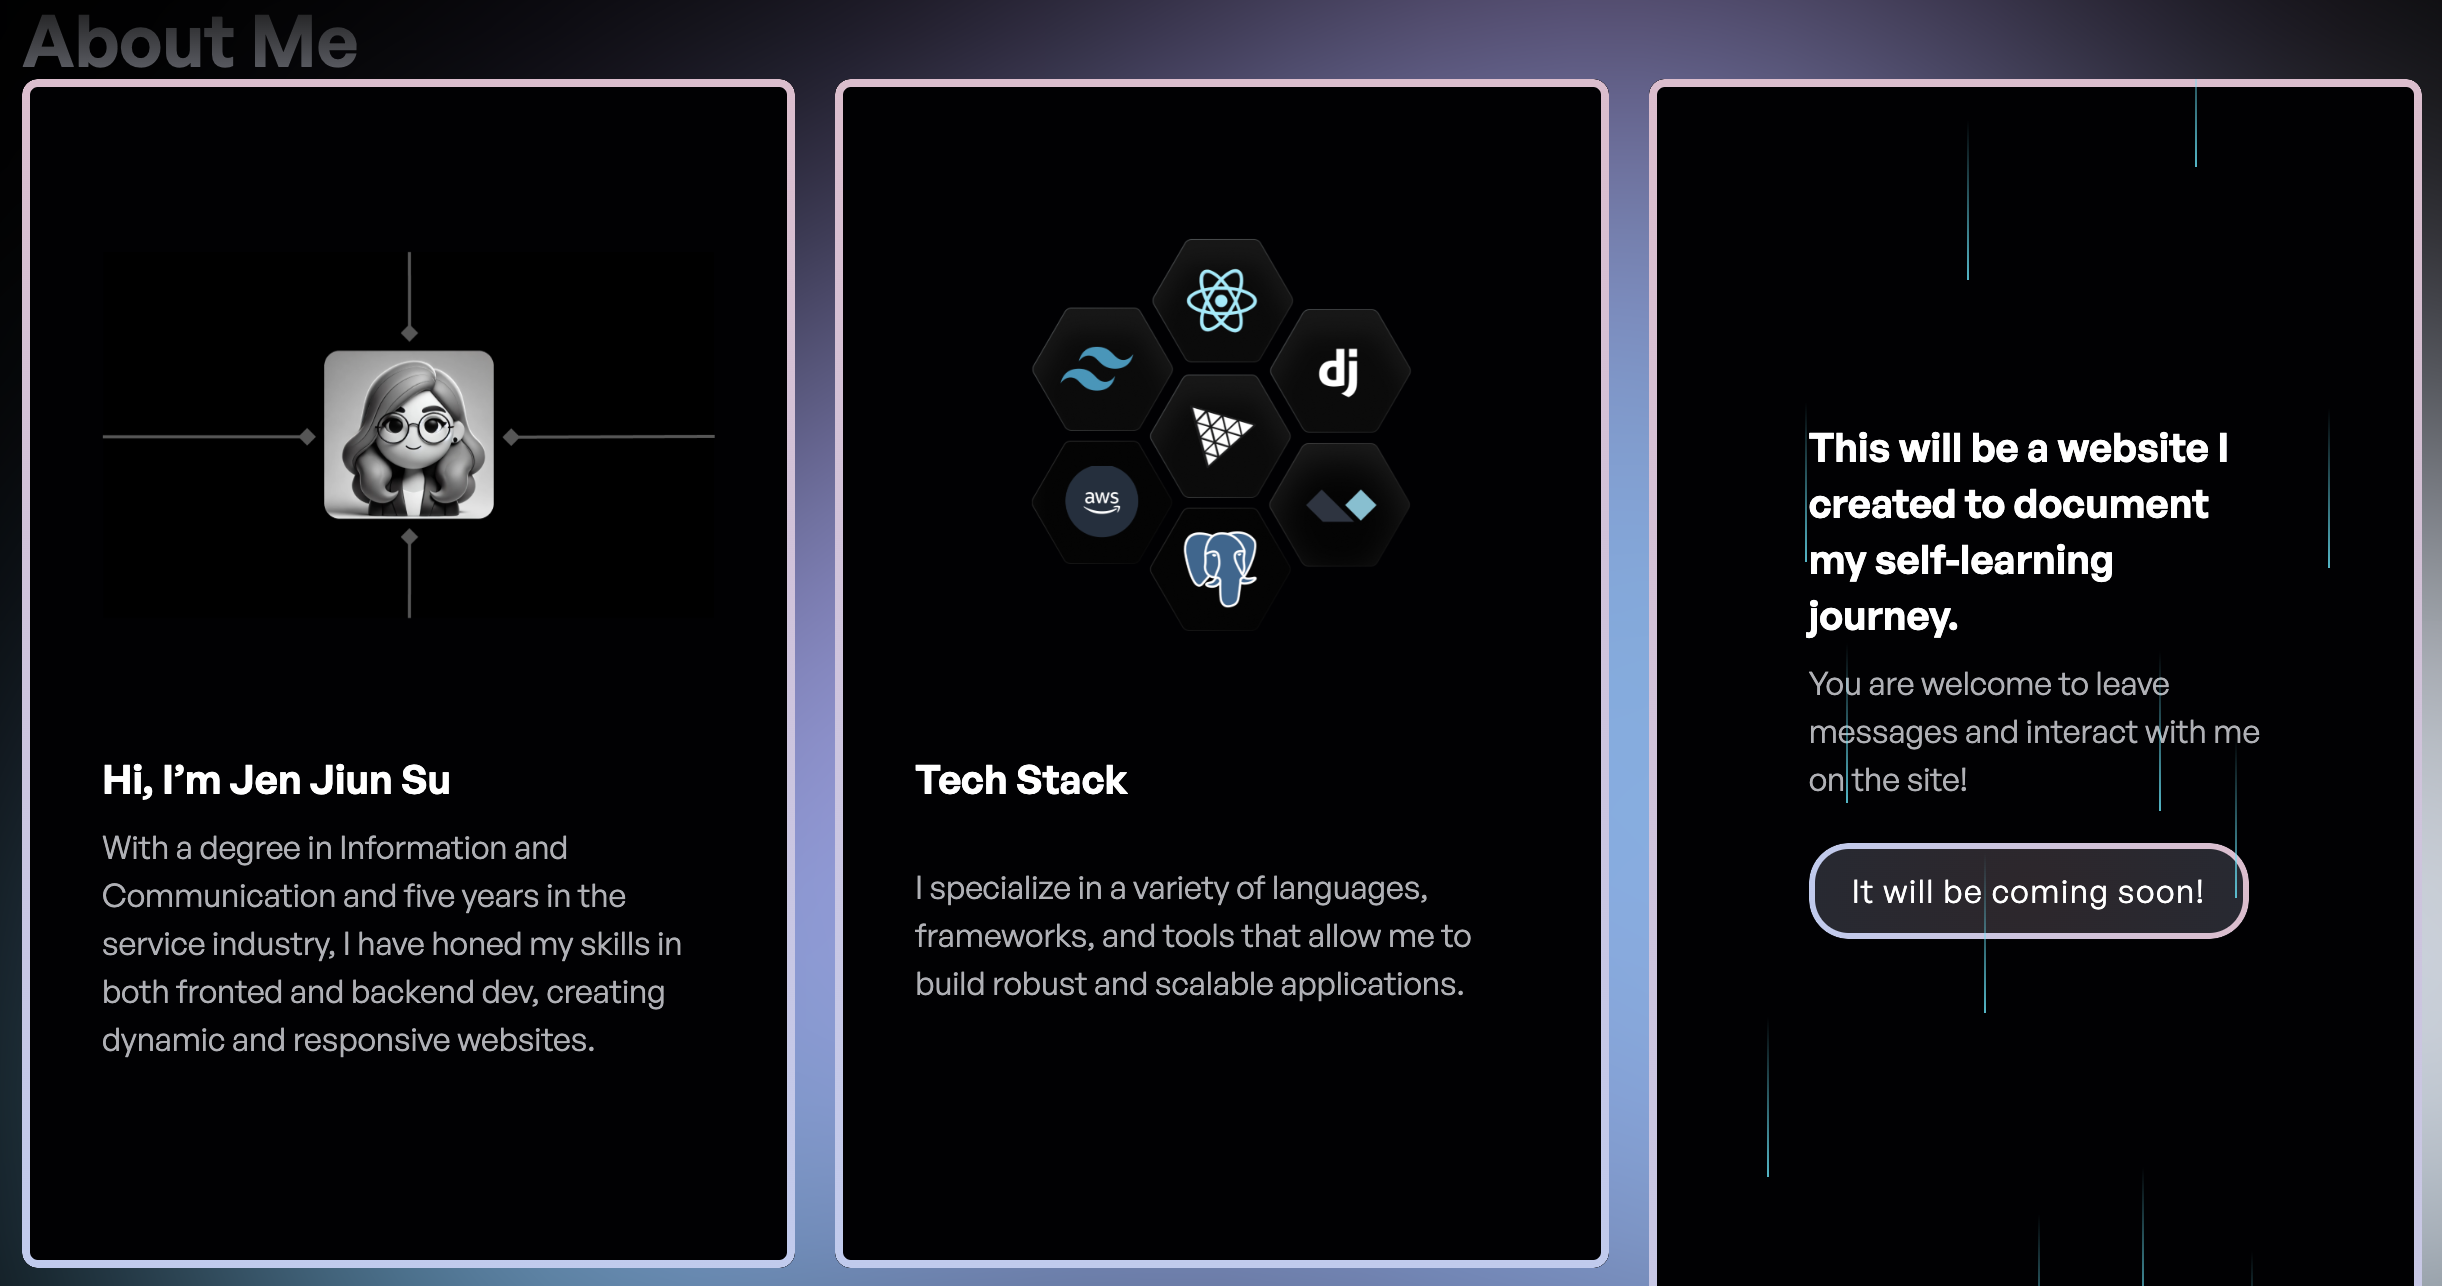 About Me
Hi, I’m Jen Jiun Su
With a degree in Information and
Communication and five years in the
service industry, I have honed my skills in
both fronted and backend dev, creating
dynamic and responsive websites.
dj
aws
Tech Stack
I specialize in a variety of languages,
frameworks, and tools that allow me to
build robust and scalable applications.
This will be a website I
created to document
my self-learning
journey.
You are welcome to leave
messages and interact with me
on the site!
It will be coming soon!